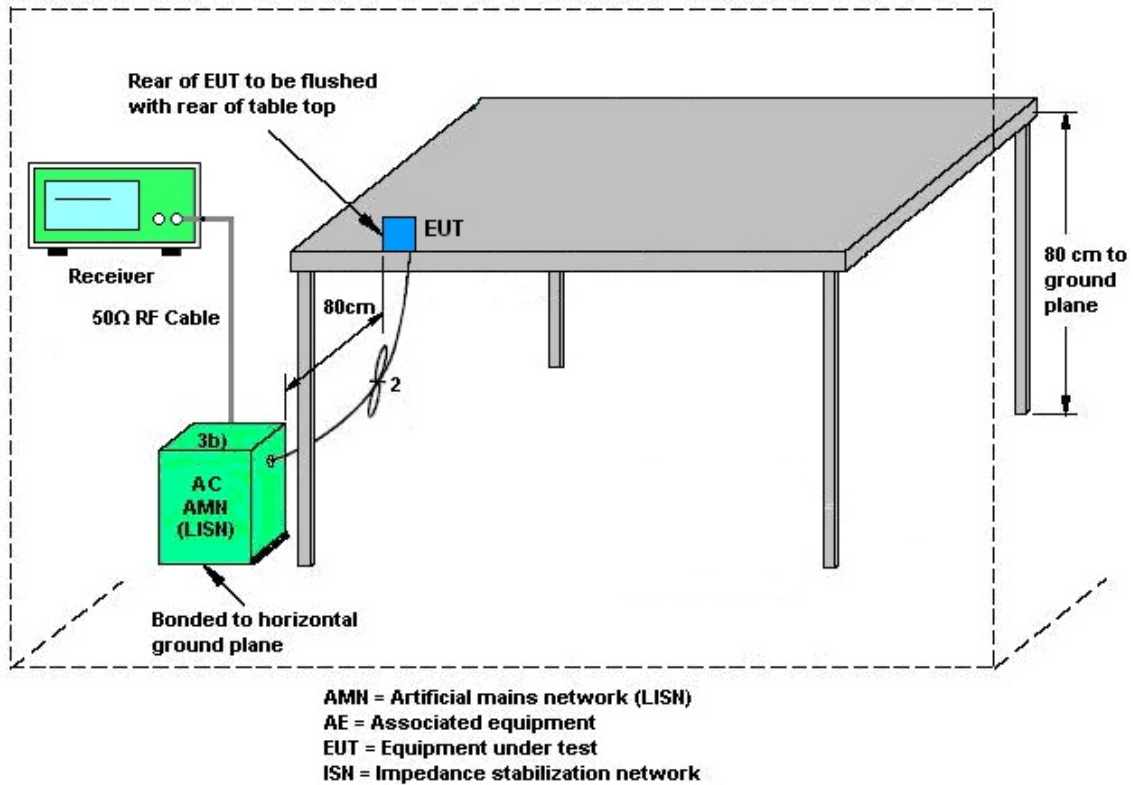 Rear of EUT to be flushed
with rear of table top
EUT
Receiver
50Ω RF Cable
80cm
2
80 cm to
ground
plane
3b)
AC
AMN
(LISN)
Bonded to horizontal
ground plane
AMN = Artificial mains network (LISN)
AE = Associated equipment
EUT = Equipment under test
ISN = Impedance stabilization network